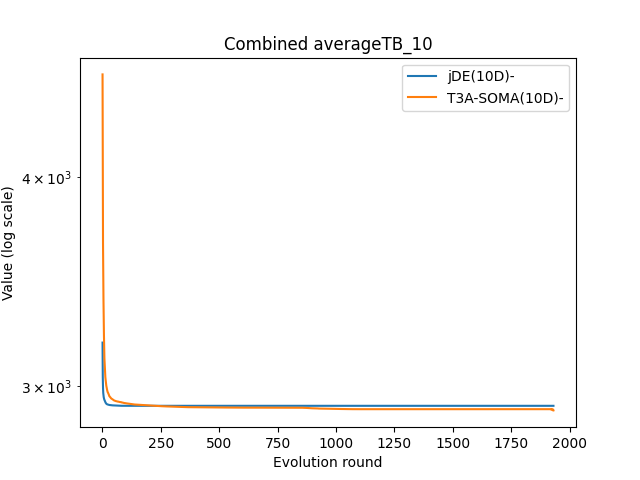 Combined averageTB_10
jDE(10D)-
T3A-SOMA(10D)-
Value (log scale)
4 × 10³
3 × 10³
0 250 500 750 1000 1250 1500 1750 2000
Evolution round